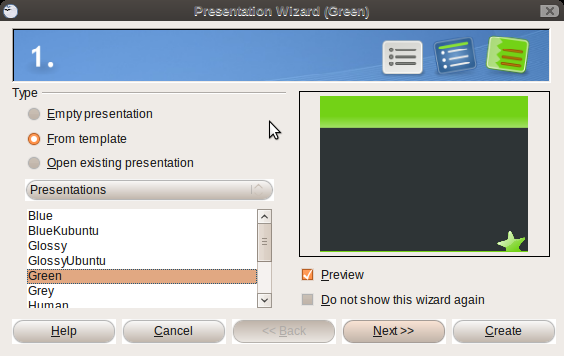 Presentation Wizard (Green)
1.
Type
Empty presentation
From template
Open existing presentation
Presentations
Blue
BlueKubuntu
Glossy
GlossyUbuntu
Green
Grey
Human
Preview
Do not show this wizard again
Help
Cancel
<< Back
Next >>
Create